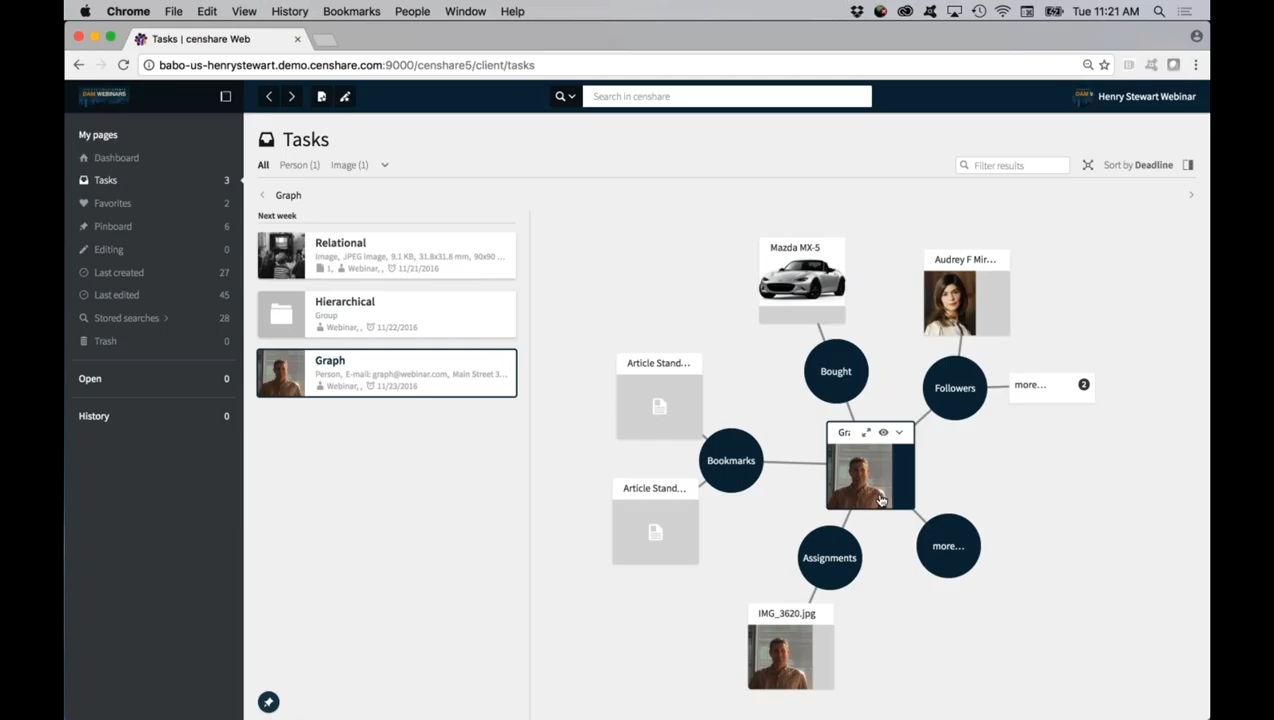 Chrome File Edit View History Bookmarks People Window Help Tue 11:21 AM
Tasks | censhare Web
babo-us-henrystewart.demo.censhare.com:9000/censhare5/client/tasks
DAM WEBINARS
Search in censhare
Henry Stewart Webinar
My pages
Dashboard
Tasks 3
Favorites 2
Pinboard 6
Editing 0
Last created 27
Last edited 45
Stored searches 28
Trash 0
Open 0
History 0
Tasks
All Person (1) Image (1)
Filter results
Sort by Deadline
Graph
Next week
Relational
Image, JPEG image, 9.1 KB, 31.8x31.8 mm, 90x90 ...
1, Webinar, , 11/21/2016
Hierarchical
Group
Webinar, , 11/22/2016
Graph
Person, E-mail: graph@webinar.com, Main Street 3...
Webinar, , 11/23/2016
Mazda MX-5
Audrey F Mir...
Bought
Article Stand...
Followers
more... 2
Gra
Bookmarks
Article Stand...
Assignments
more...
IMG_3620.jpg